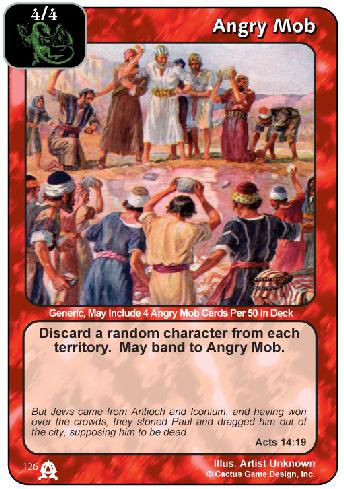 4/4
Angry Mob
Generic, May Include 4 Angry Mob Cards Per 50 in Deck
Discard a random character from each
territory. May band to Angry Mob.
But Jews came from Antioch and Iconium, and having won
over the crowds, they stoned Paul and dragged him out of
the city, supposing him to be dead.
Acts 14:19
126
Illus. Artist Unknown
© Cactus Game Design, Inc.